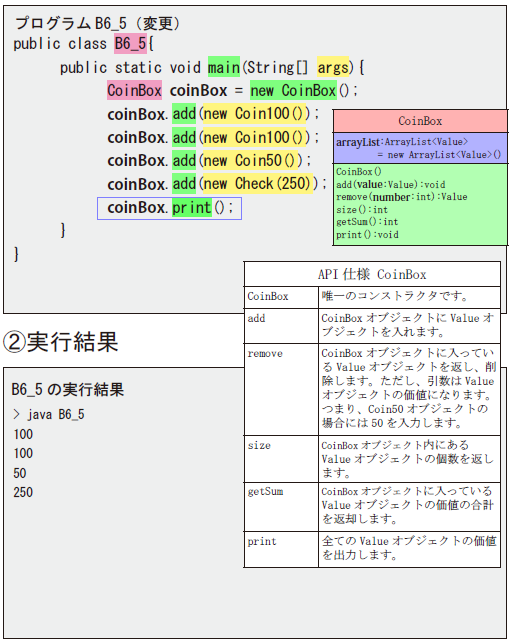 プログラム B6_5（変更）
public class B6_5{
public static void main(String[] args){
CoinBox coinBox = new CoinBox();
coinBox.add(new Coin100());
coinBox.add(new Coin100());
coinBox.add(new Coin50());
coinBox.add(new Check(250));
coinBox.print();
}
}
CoinBox
arrayList:ArrayList<Value>
= new ArrayList<Value>()
CoinBox()
add(value:Value):void
remove(number:int):Value
size():int
getSum():int
print():void
API 仕様 CoinBox
CoinBox 唯一のコンストラクタです。
add CoinBox オブジェクトに Value オ
ブジェクトを入れます。
remove CoinBox オブジェクトに入ってい
る Value オブジェクトを返し、削
除します。ただし、引数は Value
オブジェクトの価値になります。
つまり、Coin50 オブジェクトの
場合には 50 を入力します。
size CoinBox オブジェクト内にある
Value オブジェクトの個数を返し
ます。
getSum CoinBox オブジェクトに入っている
Value オブジェクトの価値の合計
を返却します。
print 全ての Value オブジェクトの価値
を出力します。
②実行結果
B6_5 の実行結果
> java B6_5
100
100
50
250